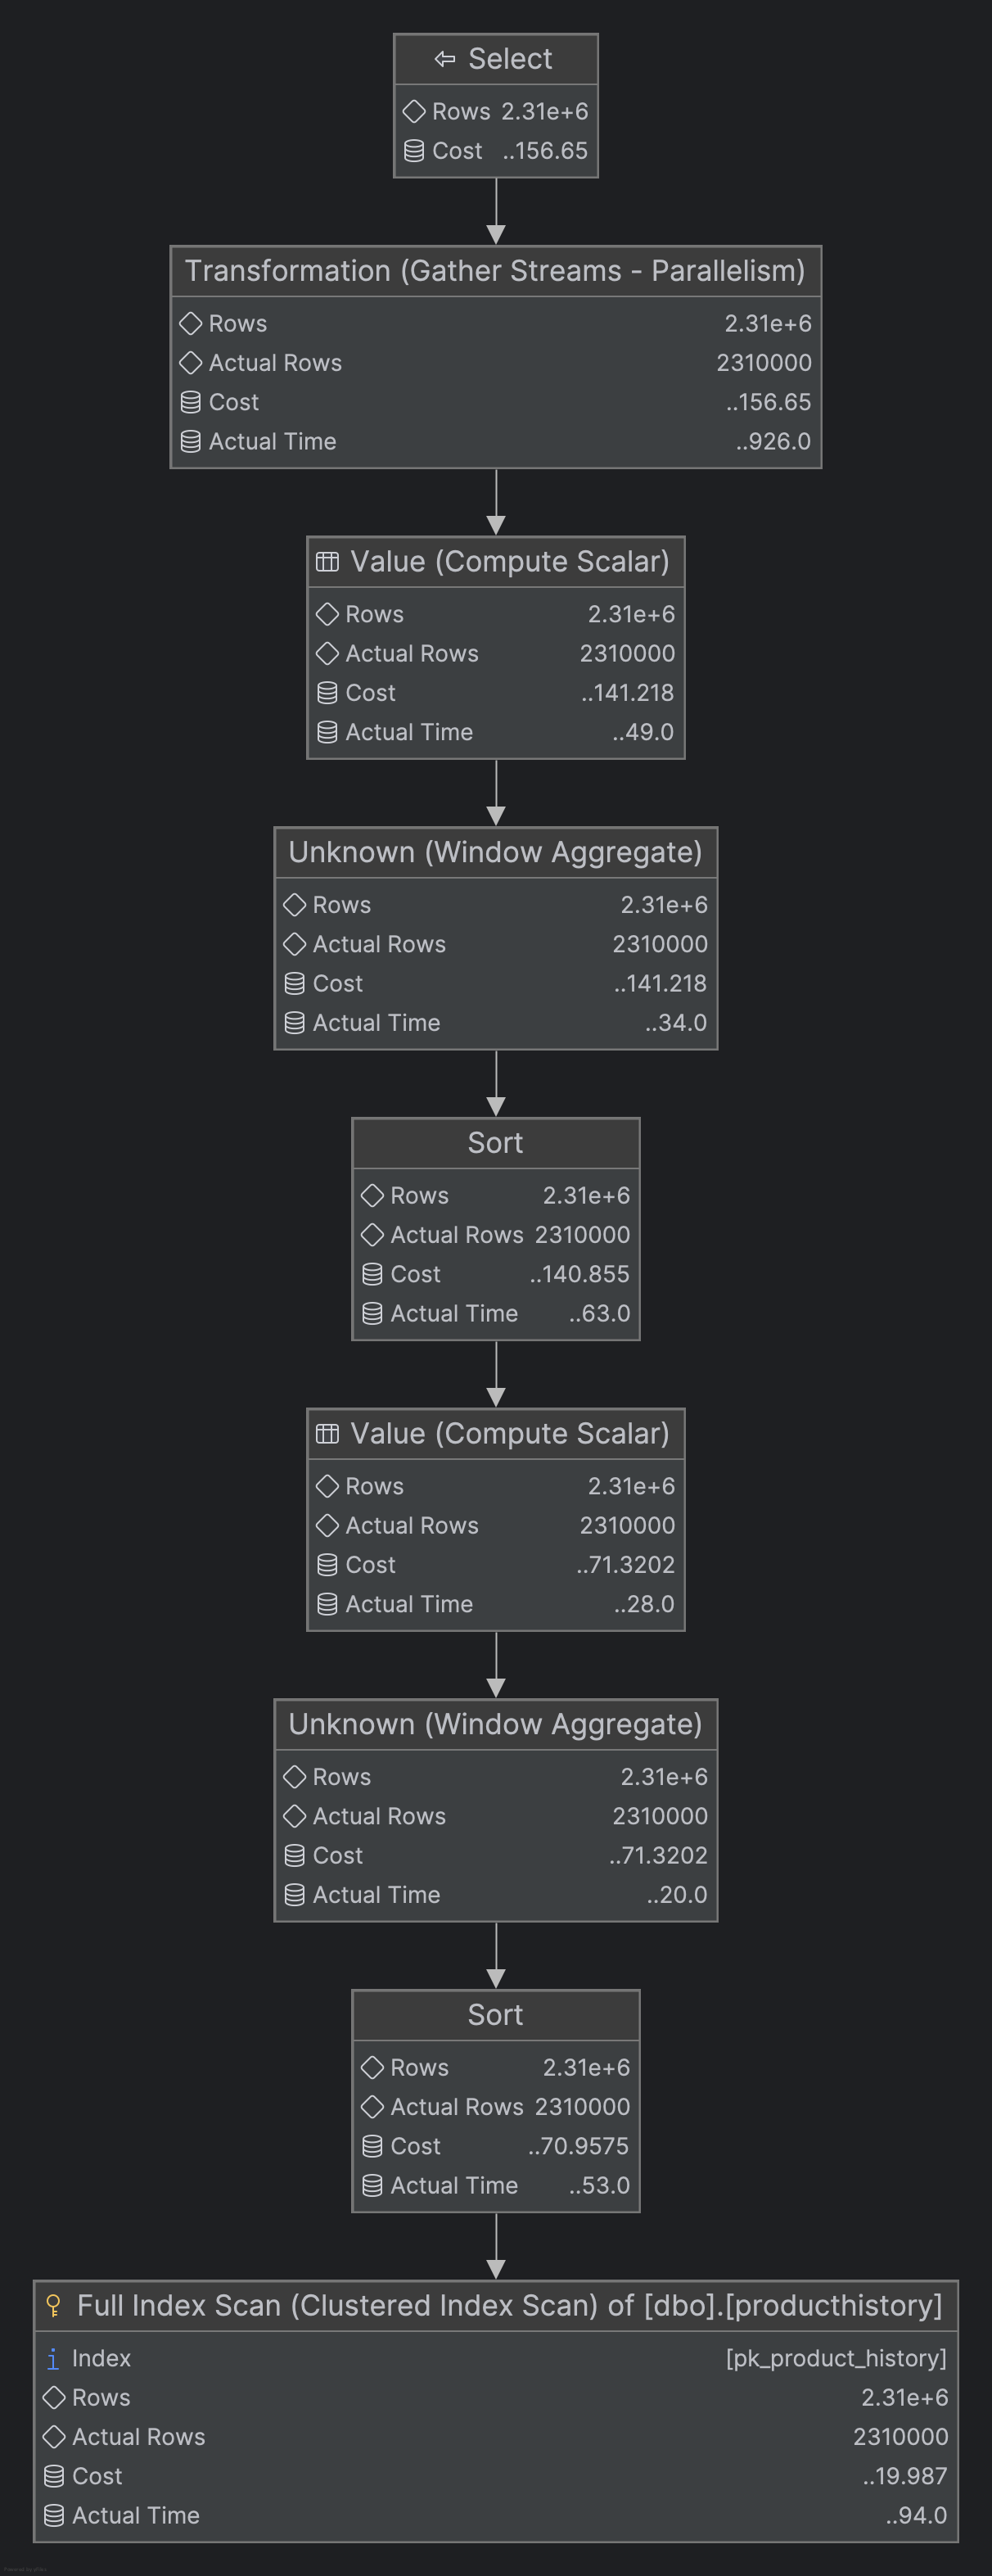 Select
Rows 2.31e+6
Cost ..156.65
Transformation (Gather Streams - Parallelism)
Rows 2.31e+6
Actual Rows 2310000
Cost ..156.65
Actual Time ..926.0
Value (Compute Scalar)
Rows 2.31e+6
Actual Rows 2310000
Cost ..141.218
Actual Time ..49.0
Unknown (Window Aggregate)
Rows 2.31e+6
Actual Rows 2310000
Cost ..141.218
Actual Time ..34.0
Sort
Rows 2.31e+6
Actual Rows 2310000
Cost ..140.855
Actual Time ..63.0
Value (Compute Scalar)
Rows 2.31e+6
Actual Rows 2310000
Cost ..71.3202
Actual Time ..28.0
Unknown (Window Aggregate)
Rows 2.31e+6
Actual Rows 2310000
Cost ..71.3202
Actual Time ..20.0
Sort
Rows 2.31e+6
Actual Rows 2310000
Cost ..70.9575
Actual Time ..53.0
Full Index Scan (Clustered Index Scan) of [dbo].[producthistory]
Index [pk_product_history]
Rows 2.31e+6
Actual Rows 2310000
Cost ..19.987
Actual Time ..94.0